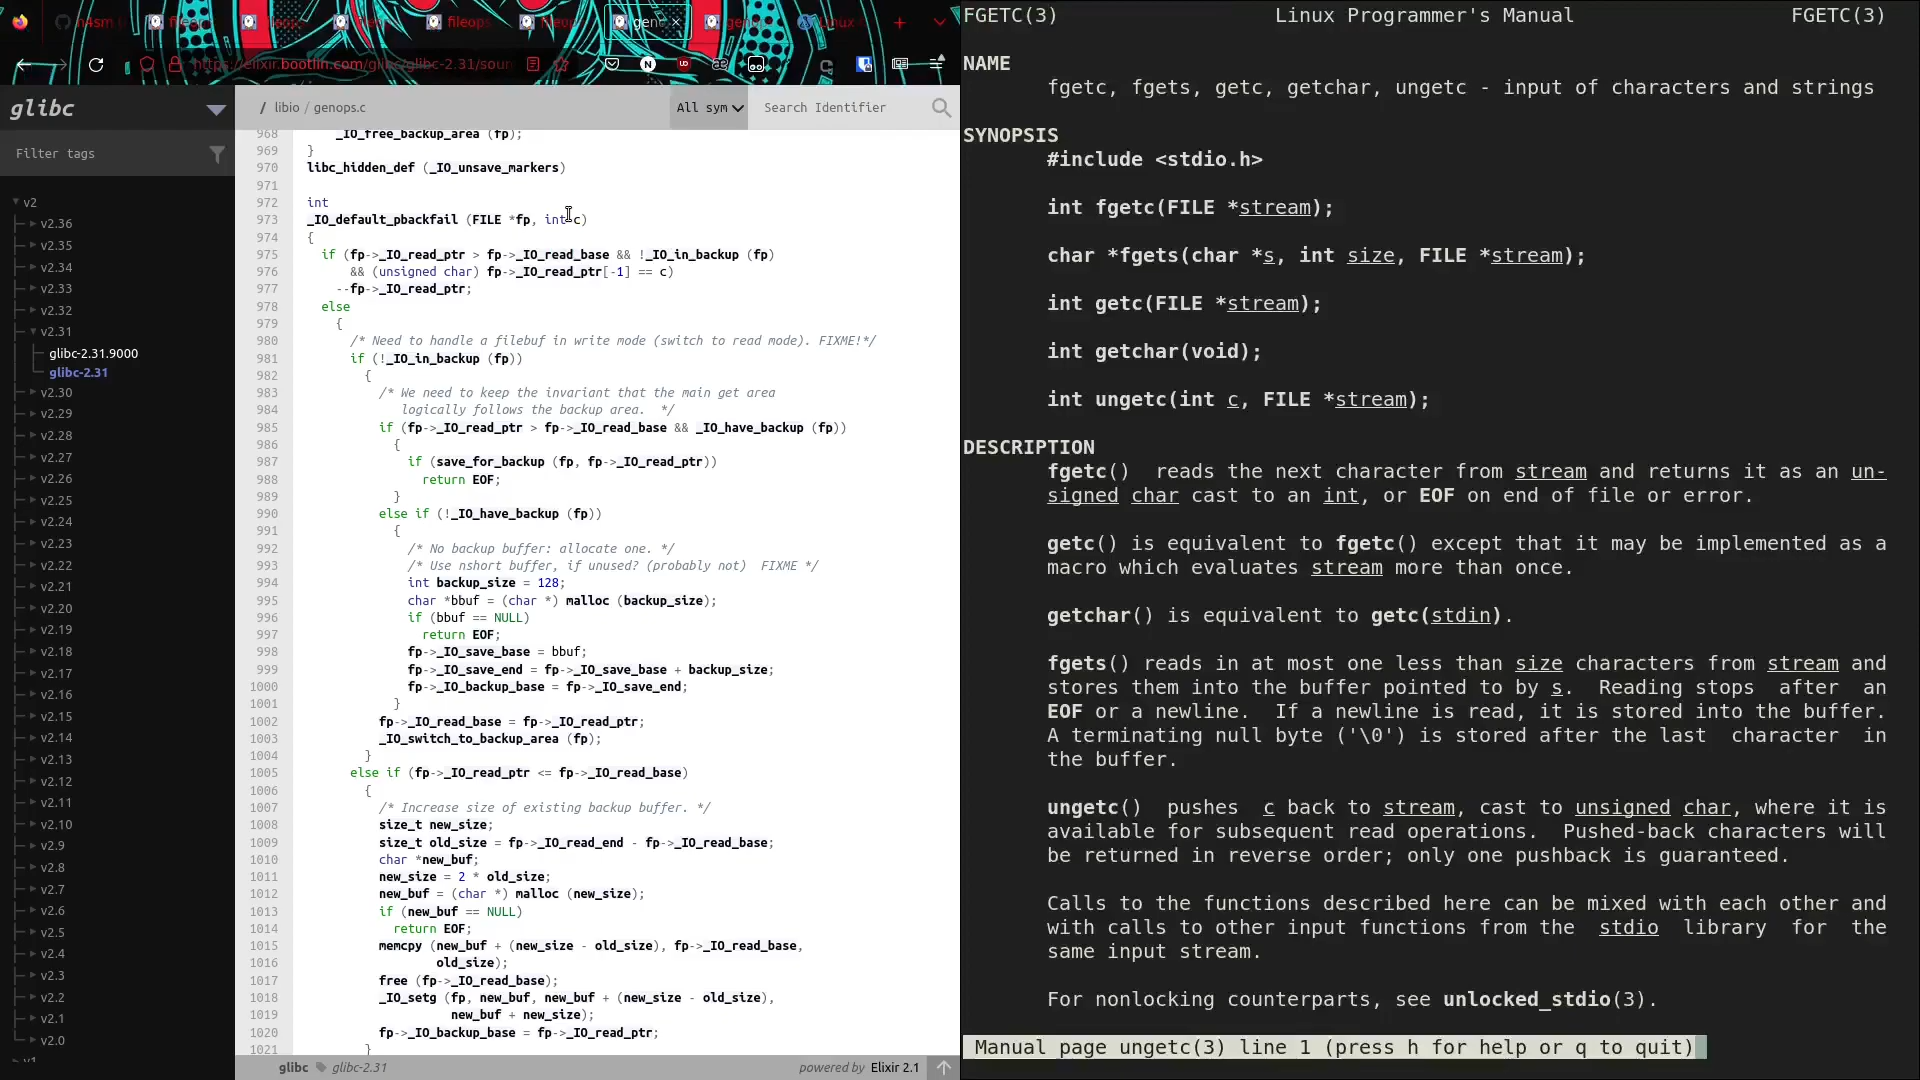 https://elixir.bootlin.com/glibc/glibc-2.31/sour
glibc
/ libio / genops.c
All sym
Search Identifier
Filter tags
v2
v2.36
v2.35
v2.34
v2.33
v2.32
v2.31
glibc-2.31.9000
glibc-2.31
v2.30
v2.29
v2.28
v2.27
v2.26
v2.25
v2.24
v2.23
v2.22
v2.21
v2.20
v2.19
v2.18
v2.17
v2.16
v2.15
v2.14
v2.13
v2.12
v2.11
v2.10
v2.9
v2.8
v2.7
v2.6
v2.5
v2.4
v2.3
v2.2
v2.1
v2.0
v1
968 _IO_free_backup_area (fp);
969 }
970 libc_hidden_def (_IO_unsave_markers)
971
972 int
973 _IO_default_pbackfail (FILE *fp, int c)
974 {
975 if (fp->_IO_read_ptr > fp->_IO_read_base && !_IO_in_backup (fp)
976 && (unsigned char) fp->_IO_read_ptr[-1] == c)
977 --fp->_IO_read_ptr;
978 else
979 {
980 /* Need to handle a filebuf in write mode (switch to read mode). FIXME!*/
981 if (!_IO_in_backup (fp))
982 {
983 /* We need to keep the invariant that the main get area
984 logically follows the backup area. */
985 if (fp->_IO_read_ptr > fp->_IO_read_base && _IO_have_backup (fp))
986 {
987 if (save_for_backup (fp, fp->_IO_read_ptr))
988 return EOF;
989 }
990 else if (!_IO_have_backup (fp))
991 {
992 /* No backup buffer: allocate one. */
993 /* Use nshort buffer, if unused? (probably not) FIXME */
994 int backup_size = 128;
995 char *bbuf = (char *) malloc (backup_size);
996 if (bbuf == NULL)
997 return EOF;
998 fp->_IO_save_base = bbuf;
999 fp->_IO_save_end = fp->_IO_save_base + backup_size;
1000 fp->_IO_backup_base = fp->_IO_save_end;
1001 }
1002 fp->_IO_read_base = fp->_IO_read_ptr;
1003 _IO_switch_to_backup_area (fp);
1004 }
1005 else if (fp->_IO_read_ptr <= fp->_IO_read_base)
1006 {
1007 /* Increase size of existing backup buffer. */
1008 size_t new_size;
1009 size_t old_size = fp->_IO_read_end - fp->_IO_read_base;
1010 char *new_buf;
1011 new_size = 2 * old_size;
1012 new_buf = (char *) malloc (new_size);
1013 if (new_buf == NULL)
1014 return EOF;
1015 memcpy (new_buf + (new_size - old_size), fp->_IO_read_base,
1016 old_size);
1017 free (fp->_IO_read_base);
1018 _IO_setg (fp, new_buf, new_buf + (new_size - old_size),
1019 new_buf + new_size);
1020 fp->_IO_backup_base = fp->_IO_read_ptr;
1021 }
glibc glibc-2.31
powered by Elixir 2.1
FGETC(3) Linux Programmer's Manual FGETC(3)
NAME
fgetc, fgets, getc, getchar, ungetc - input of characters and strings
SYNOPSIS
#include <stdio.h>
int fgetc(FILE *stream);
char *fgets(char *s, int size, FILE *stream);
int getc(FILE *stream);
int getchar(void);
int ungetc(int c, FILE *stream);
DESCRIPTION
fgetc() reads the next character from stream and returns it as an un-
signed char cast to an int, or EOF on end of file or error.
getc() is equivalent to fgetc() except that it may be implemented as a
macro which evaluates stream more than once.
getchar() is equivalent to getc(stdin).
fgets() reads in at most one less than size characters from stream and
stores them into the buffer pointed to by s. Reading stops after an
EOF or a newline. If a newline is read, it is stored into the buffer.
A terminating null byte ('\0') is stored after the last character in
the buffer.
ungetc() pushes c back to stream, cast to unsigned char, where it is
available for subsequent read operations. Pushed-back characters will
be returned in reverse order; only one pushback is guaranteed.
Calls to the functions described here can be mixed with each other and
with calls to other input functions from the stdio library for the
same input stream.
For nonlocking counterparts, see unlocked_stdio(3).
Manual page ungetc(3) line 1 (press h for help or q to quit)